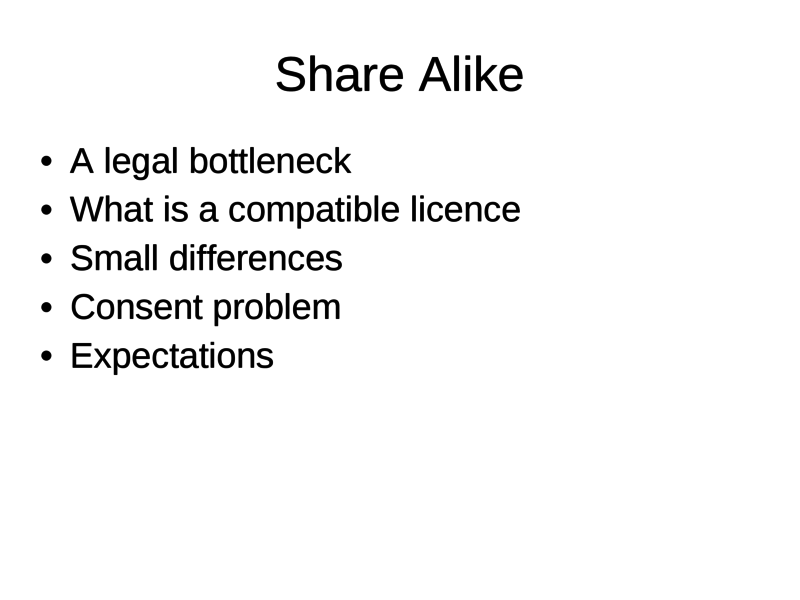 Share Alike
• A legal bottleneck
• What is a compatible licence
• Small differences
• Consent problem
• Expectations